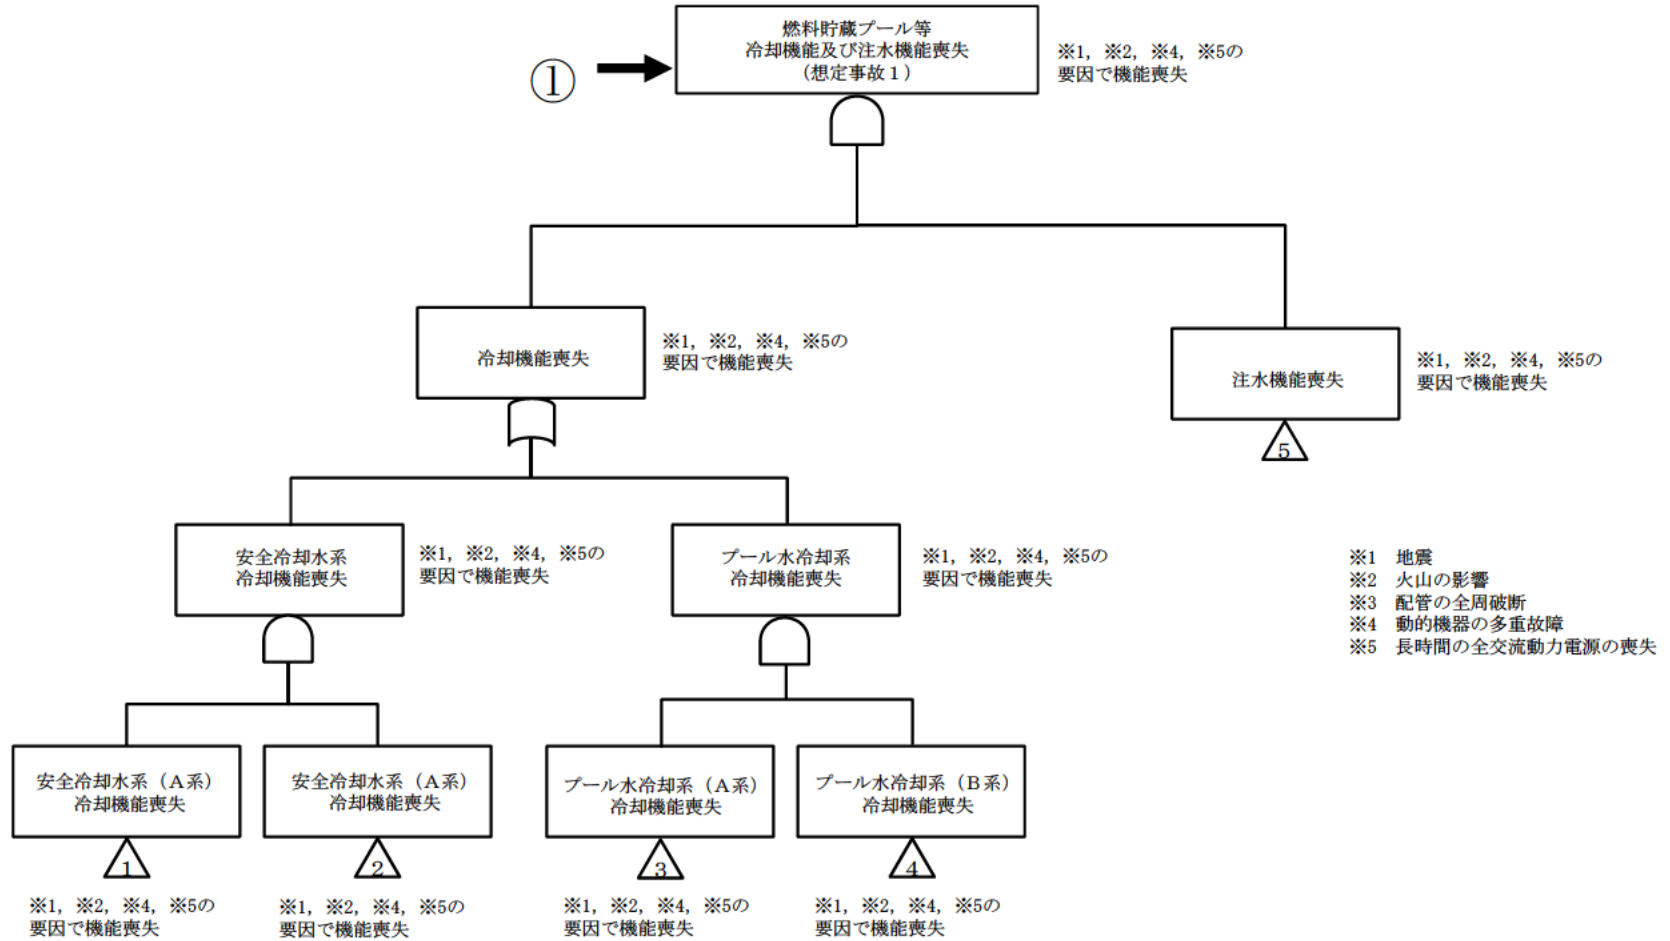 燃料貯蔵プール等
冷却機能及び注水機能喪失
（想定事故１）
※1, ※2, ※4, ※5の
要因で機能喪失
①
冷却機能喪失
※1, ※2, ※4, ※5の
要因で機能喪失
注水機能喪失
※1, ※2, ※4, ※5の
要因で機能喪失
5
安全冷却水系
冷却機能喪失
※1, ※2, ※4, ※5の
要因で機能喪失
プール水冷却系
冷却機能喪失
※1, ※2, ※4, ※5の
要因で機能喪失
※1 地震
※2 火山の影響
※3 配管の全周破断
※4 動的機器の多重故障
※5 長時間の全交流動力電源の喪失
安全冷却水系（Ａ系）
冷却機能喪失
1
※1, ※2, ※4, ※5の
要因で機能喪失
安全冷却水系（Ａ系）
冷却機能喪失
2
※1, ※2, ※4, ※5の
要因で機能喪失
プール水冷却系（Ａ系）
冷却機能喪失
3
※1, ※2, ※4, ※5の
要因で機能喪失
プール水冷却系（Ｂ系）
冷却機能喪失
4
※1, ※2, ※4, ※5の
要因で機能喪失